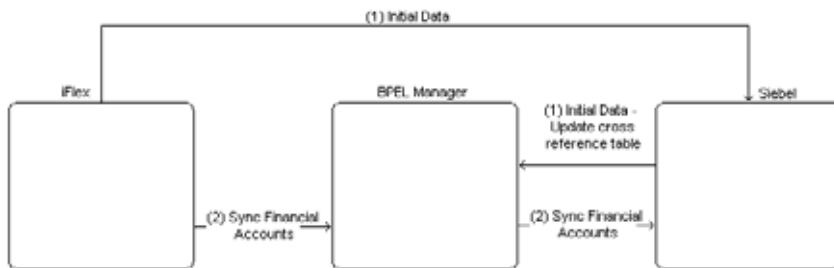 (1) Initial Data
iFlex
BPEL Manager
Siebel
(1) Initial Data -
Update cross
reference table
(2) Sync Financial
Accounts
(2) Sync Financial
Accounts